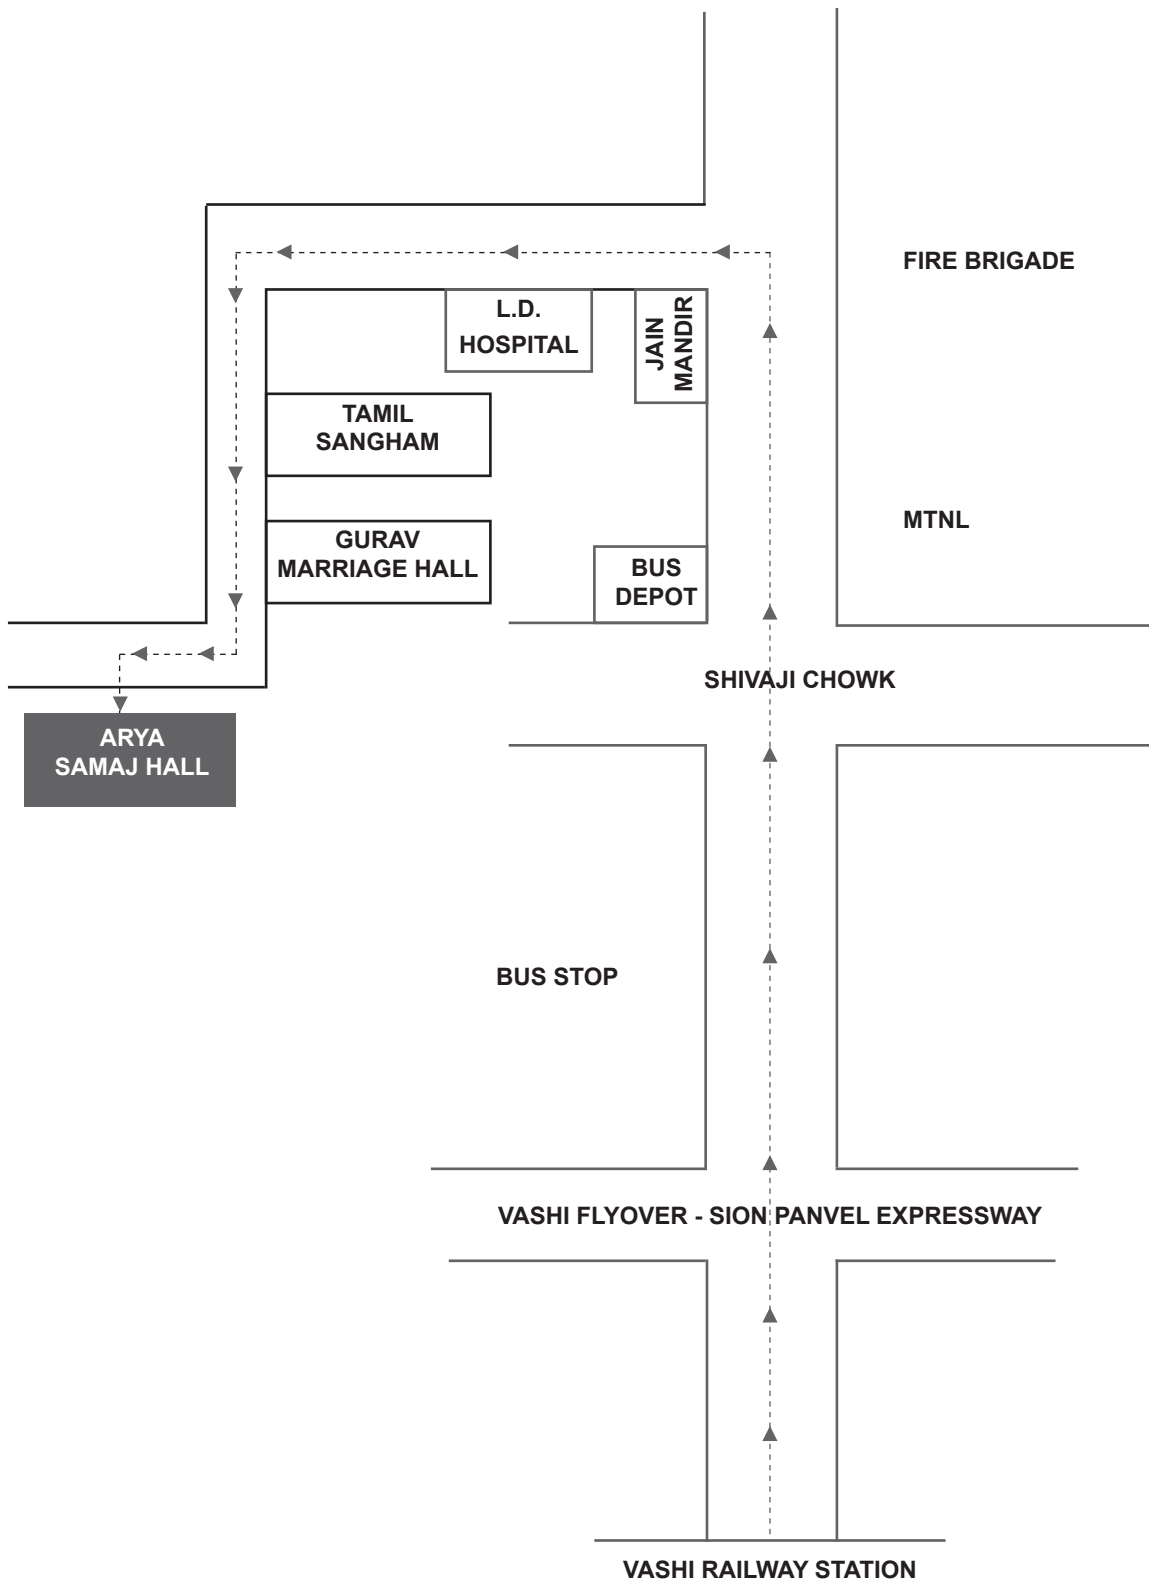 FIRE BRIGADE
L.D.
HOSPITAL
JAIN
MANDIR
TAMIL
SANGHAM
MTNL
GURAV
MARRIAGE HALL
BUS
DEPOT
SHIVAJI CHOWK
ARYA
SAMAJ HALL
BUS STOP
VASHI FLYOVER - SION PANVEL EXPRESSWAY
VASHI RAILWAY STATION